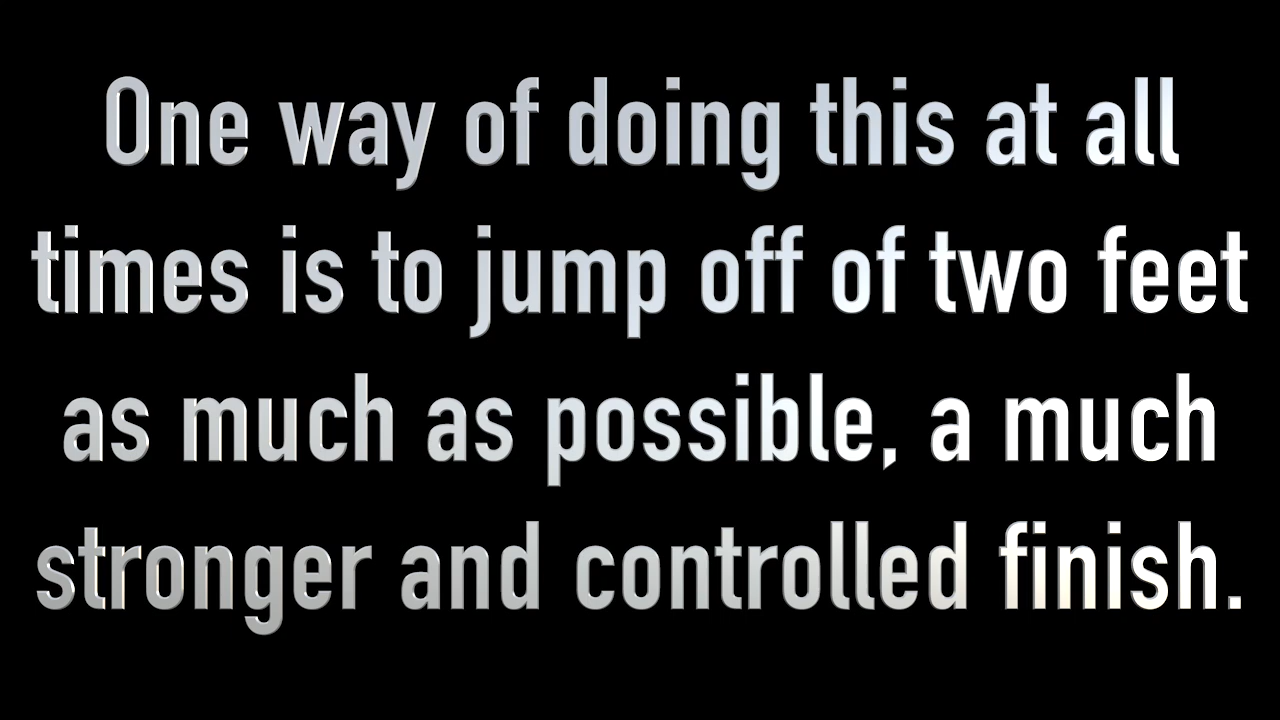 One way of doing this at all
times is to jump off of two feet
as much as possible, a much
stronger and controlled finish.